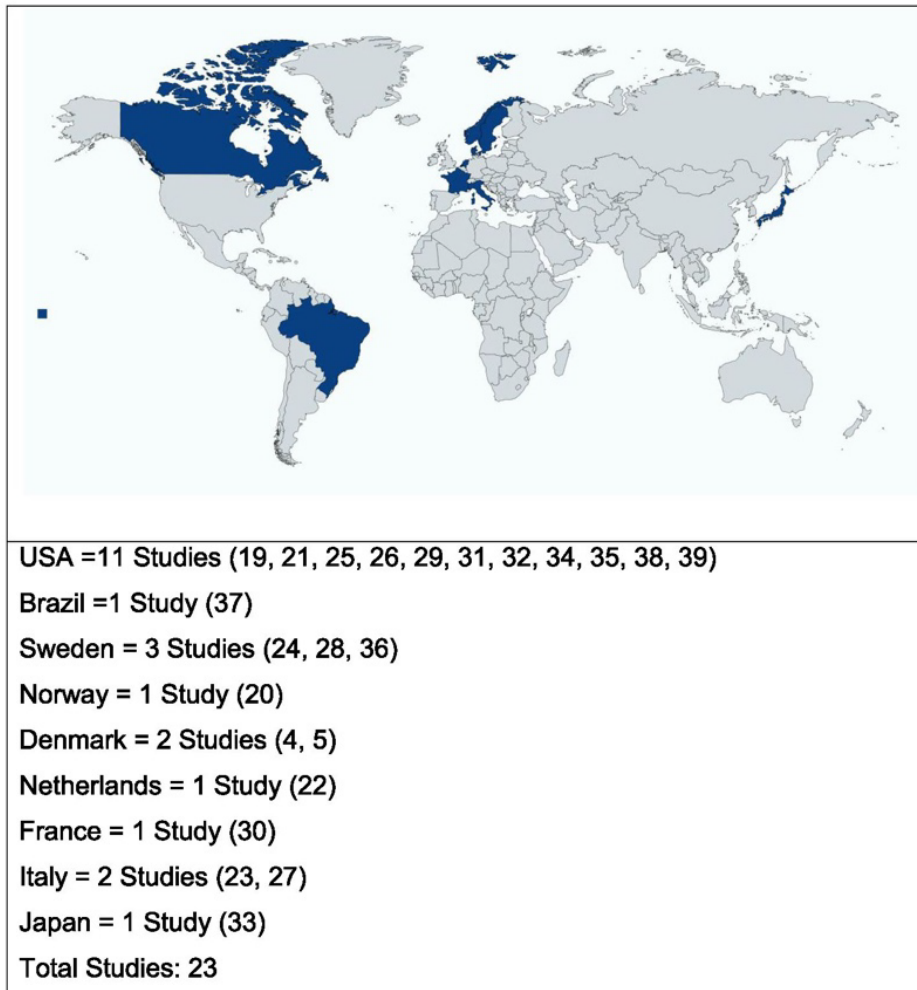 USA =11 Studies (19, 21, 25, 26, 29, 31, 32, 34, 35, 38, 39)
Brazil =1 Study (37)
Sweden = 3 Studies (24, 28, 36)
Norway = 1 Study (20)
Denmark = 2 Studies (4, 5)
Netherlands = 1 Study (22)
France = 1 Study (30)
Italy = 2 Studies (23, 27)
Japan = 1 Study (33)
Total Studies: 23